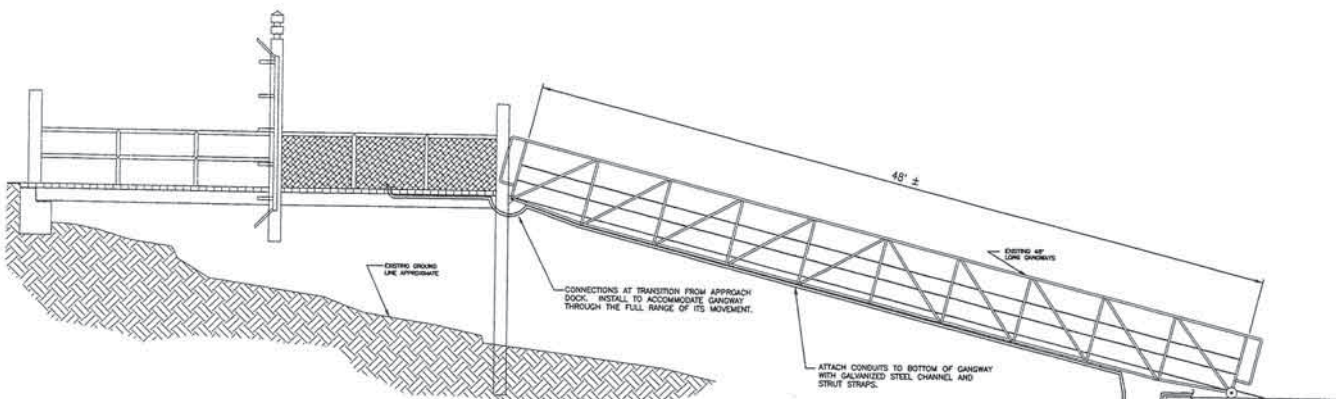 48' ±
EXISTING 48'
LONG GANGWAYS
EXISTING GROUND
LINE APPROXIMATE
CONNECTIONS AT TRANSITION FROM APPROACH
DOCK. INSTALL TO ACCOMMODATE GANGWAY
THROUGH THE FULL RANGE OF ITS MOVEMENT.
ATTACH CONDUITS TO BOTTOM OF GANGWAY
WITH GALVANIZED STEEL CHANNEL AND
STRUT STRAPS.